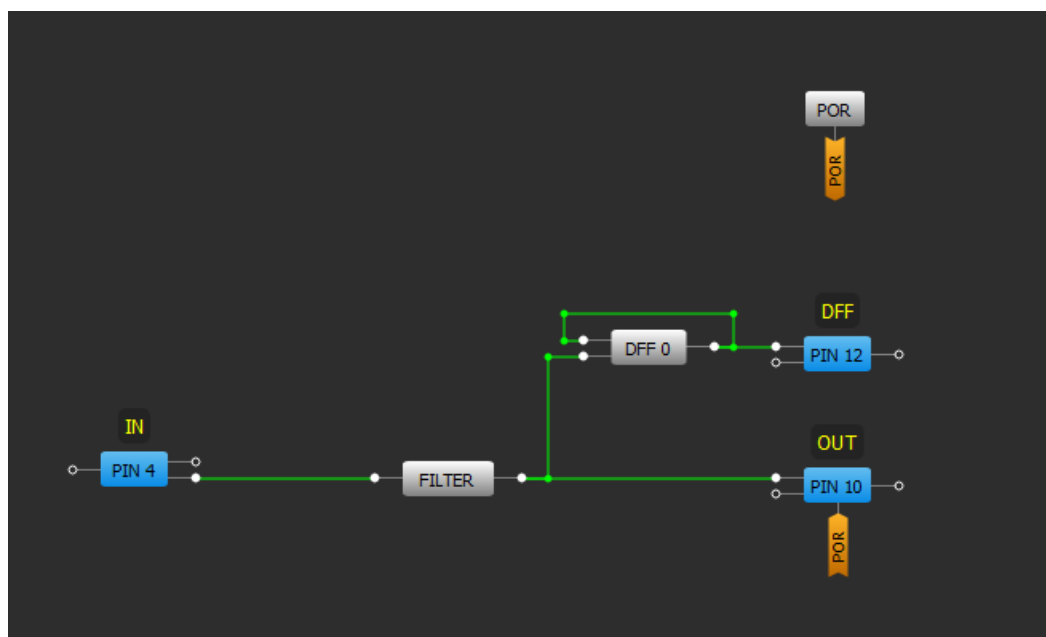 POR
POR
DFF
DFF 0
PIN 12
IN
PIN 4
FILTER
OUT
PIN 10
POR